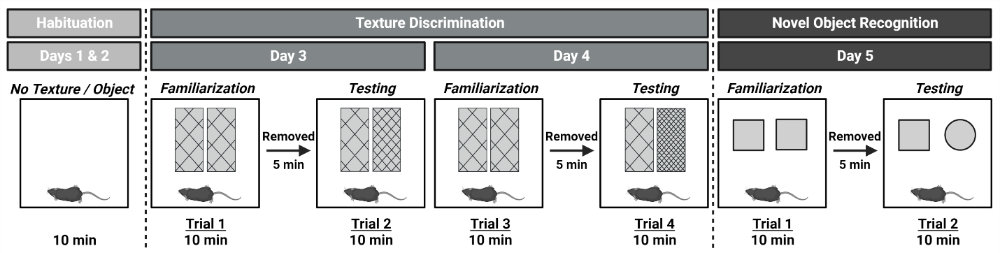 Habituation
Texture Discrimination
Novel Object Recognition
Days 1 & 2
Day 3
Day 4
Day 5
No Texture / Object
Familiarization
Testing
Familiarization
Testing
Familiarization
Testing
Removed
5 min
Removed
5 min
Removed
5 min
10 min
Trial 1
10 min
Trial 2
10 min
Trial 3
10 min
Trial 4
10 min
Trial 1
10 min
Trial 2
10 min